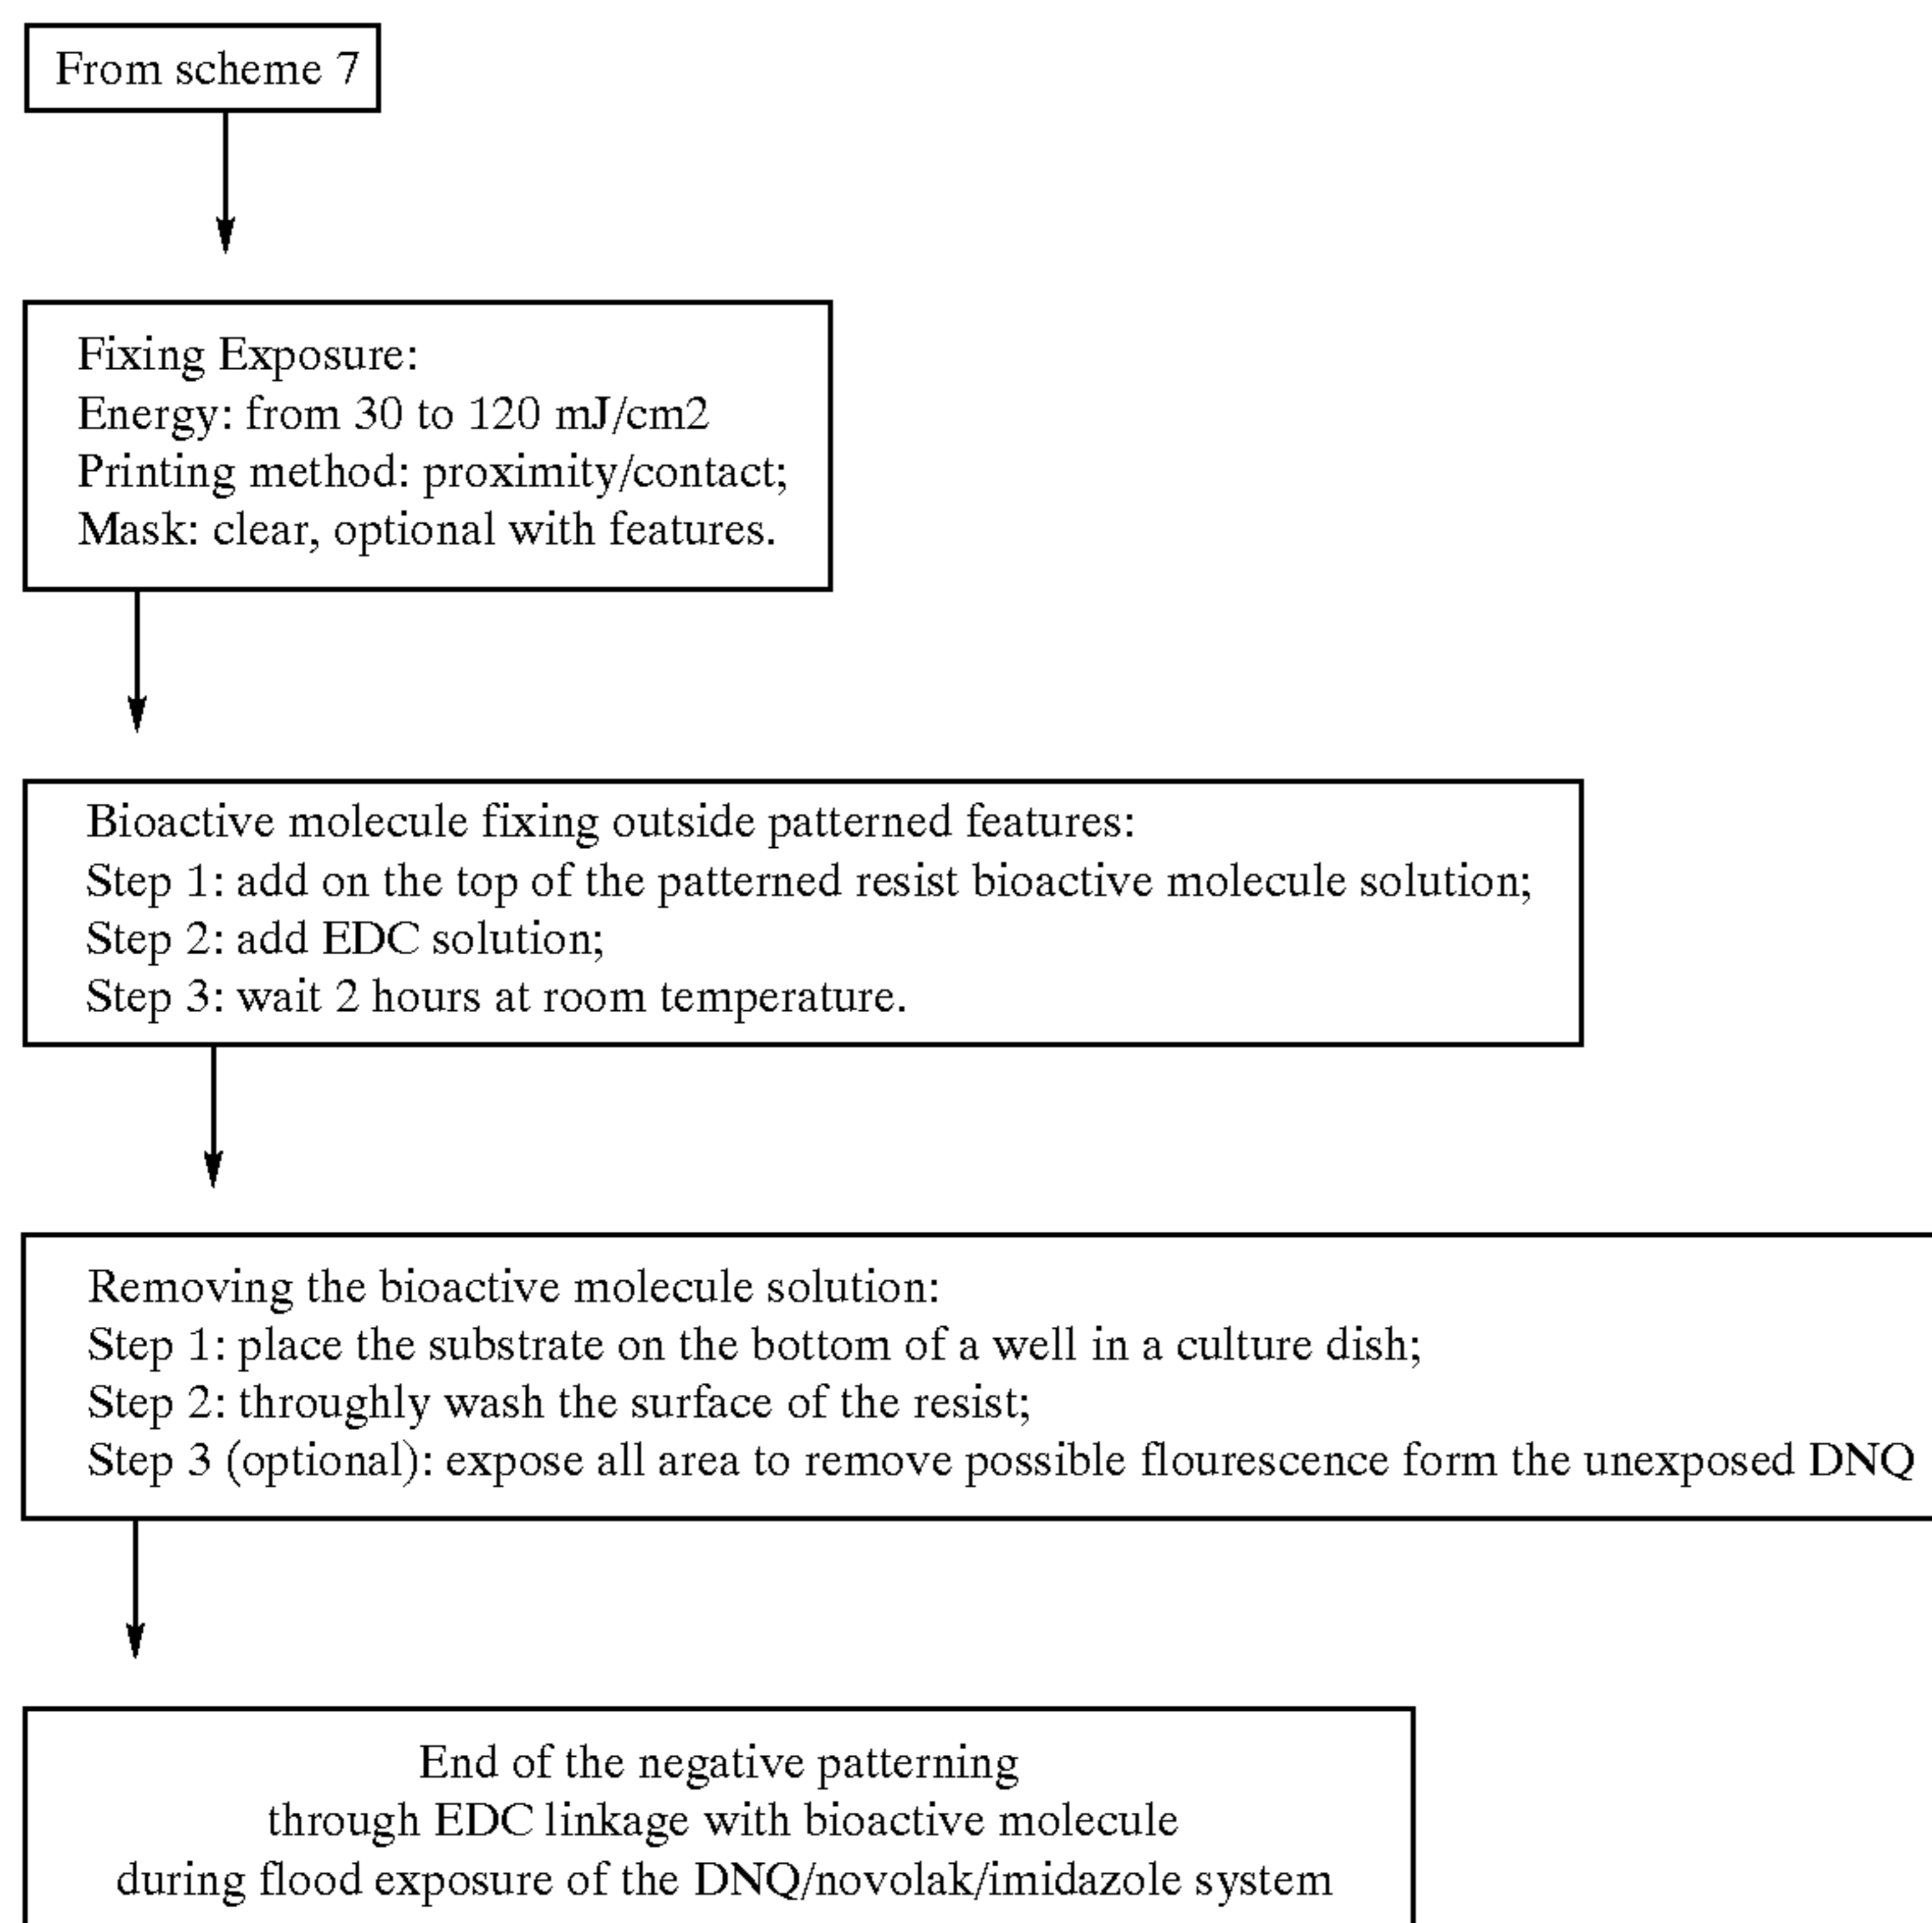 From scheme 7
Fixing Exposure:
Energy: from 30 to 120 mJ/cm2
Printing method: proximity/contact;
Mask: clear, optional with features.
Bioactive molecule fixing outside patterned features:
Step 1: add on the top of the patterned resist bioactive molecule solution;
Step 2: add EDC solution;
Step 3: wait 2 hours at room temperature.
Removing the bioactive molecule solution:
Step 1: place the substrate on the bottom of a well in a culture dish;
Step 2: throughly wash the surface of the resist;
Step 3 (optional): expose all area to remove possible flourescence form the unexposed DNQ
End of the negative patterning
through EDC linkage with bioactive molecule
during flood exposure of the DNQ/novolak/imidazole system